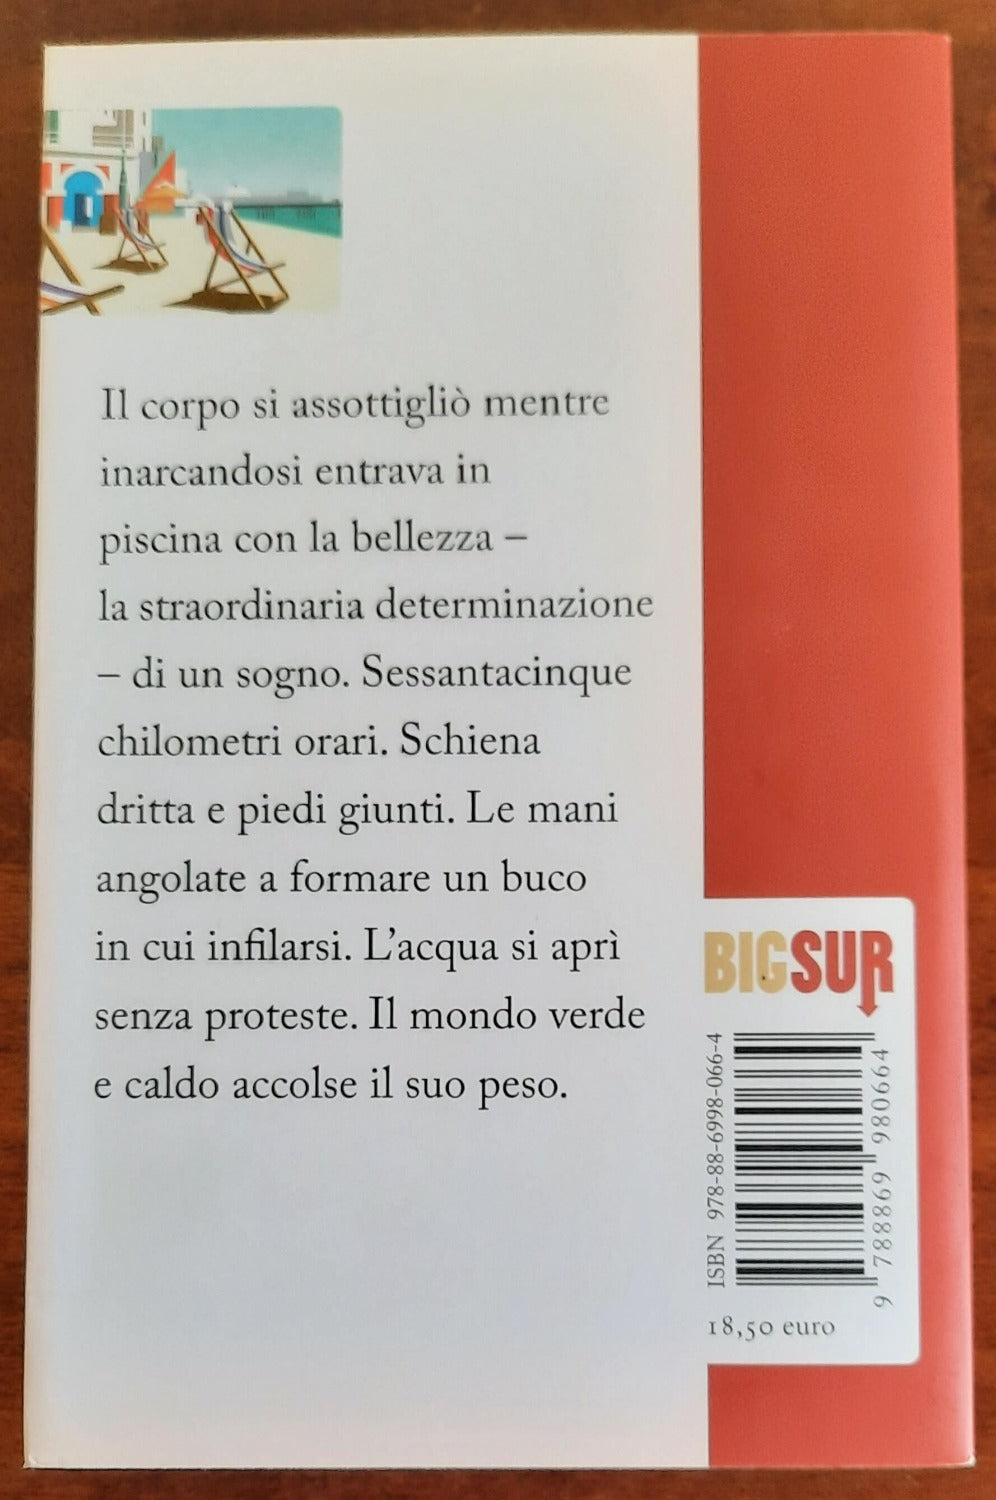 Il corpo si assottigliò mentre
inarcandosi entrava in
piscina con la bellezza –
la straordinaria determinazione
– di un sogno. Sessantacinque
chilometri orari. Schiena
dritta e piedi giunti. Le mani
angolate a formare un buco
in cui infilarsi. L’acqua si aprì
senza proteste. Il mondo verde
e caldo accolse il suo peso.
BIGSUR
ISBN 978-88-6998-066-4
9 788869 980664
18,50 euro